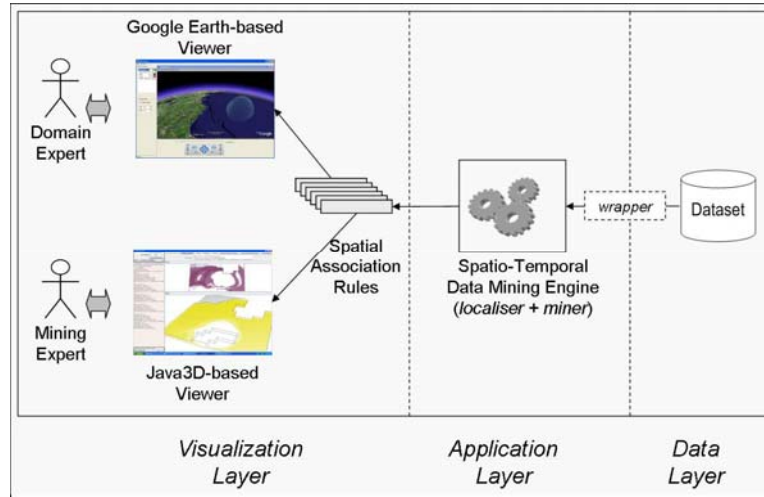 Google Earth-based
Viewer
Domain
Expert
Spatial
Association
Rules
Spatio-Temporal
Data Mining Engine
(localiser + miner)
wrapper
Dataset
Mining
Expert
Java3D-based
Viewer
Visualization
Layer
Application
Layer
Data
Layer